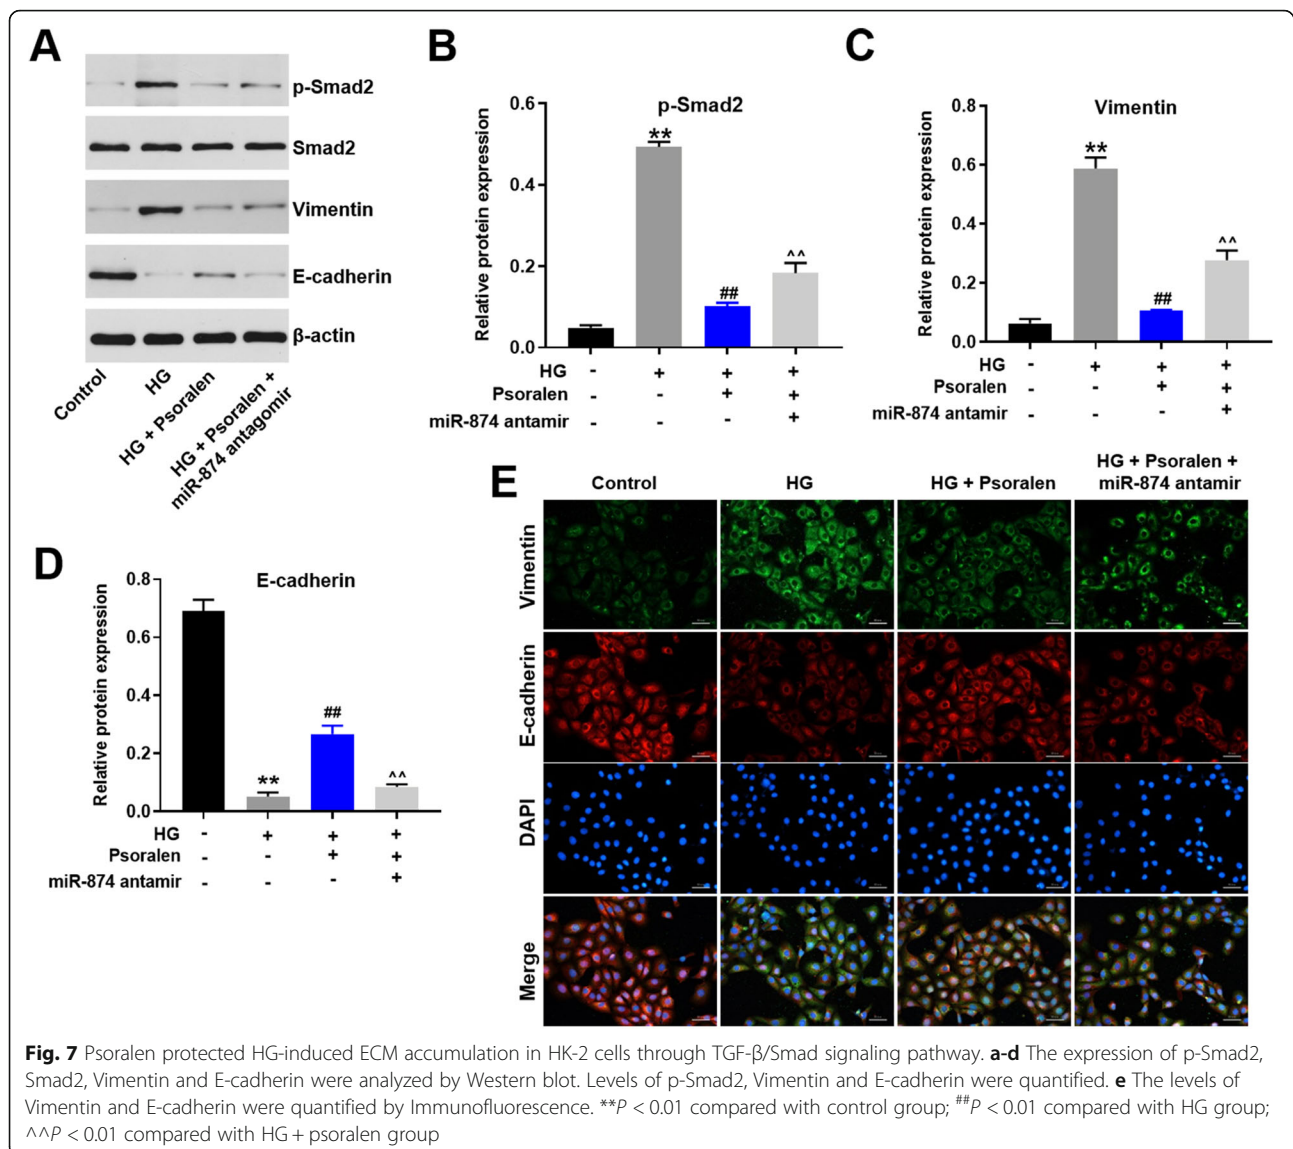 A
p-Smad2
Smad2
Vimentin
E-cadherin
β-actin
Control
HG
HG + Psoralen
HG + Psoralen +
miR-874 antagomir
B
p-Smad2
Relative protein expression
0.6
0.4
0.2
0.0
**
##
^^
HG - + + +
Psoralen - - + +
miR-874 antamir - - - +
C
Vimentin
Relative protein expression
0.8
0.6
0.4
0.2
0.0
**
##
^^
HG - + + +
Psoralen - - + +
miR-874 antamir - - - +
D
E-cadherin
Relative protein expression
0.8
0.6
0.4
0.2
0.0
**
##
^^
HG - + + +
Psoralen - - + +
miR-874 antamir - - - +
E
Control
HG
HG + Psoralen
HG + Psoralen +
miR-874 antamir
Vimentin
E-cadherin
DAPI
Merge
Fig. 7 Psoralen protected HG-induced ECM accumulation in HK-2 cells through TGF-β/Smad signaling pathway. a-d The expression of p-Smad2,
Smad2, Vimentin and E-cadherin were analyzed by Western blot. Levels of p-Smad2, Vimentin and E-cadherin were quantified. e The levels of
Vimentin and E-cadherin were quantified by Immunofluorescence. **P < 0.01 compared with control group; ##P < 0.01 compared with HG group;
^^P < 0.01 compared with HG + psoralen group